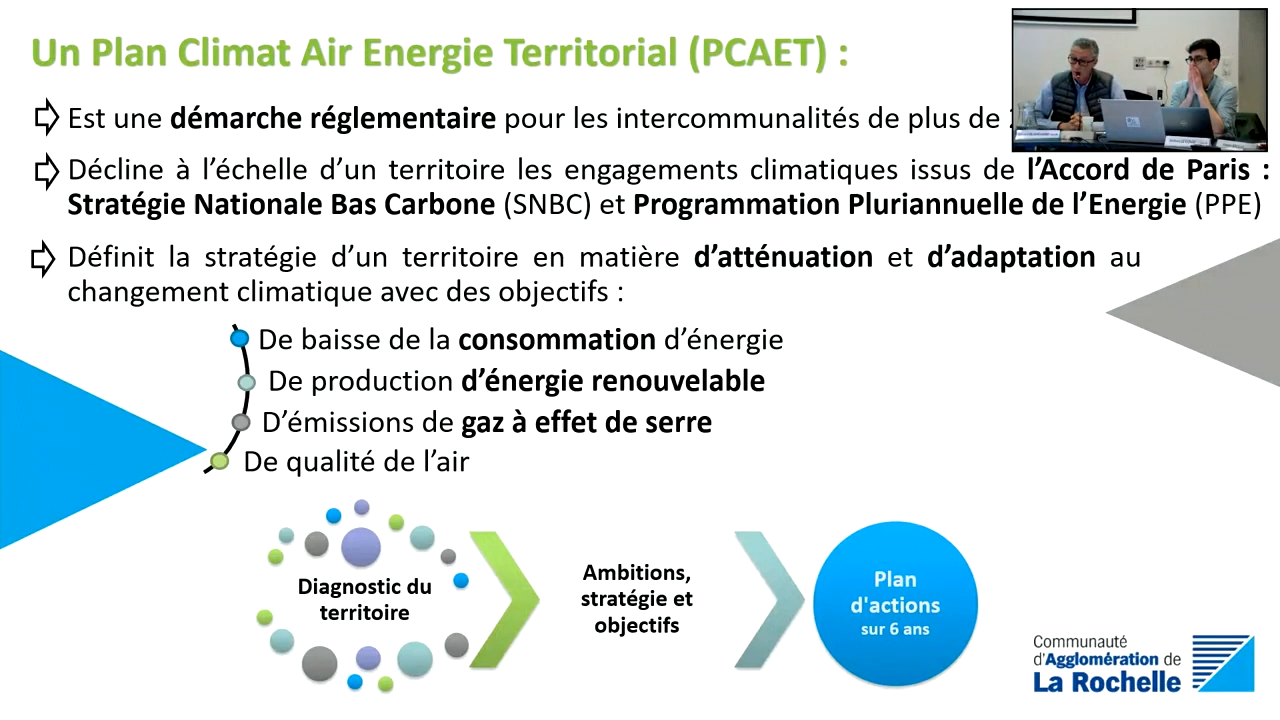 Un Plan Climat Air Energie Territorial (PCAET) :
Est une démarche réglementaire pour les intercommunalités de plus de
Décline à l’échelle d’un territoire les engagements climatiques issus de l’Accord de Paris :
Stratégie Nationale Bas Carbone (SNBC) et Programmation Pluriannuelle de l’Energie (PPE)
Définit la stratégie d’un territoire en matière d’atténuation et d’adaptation au
changement climatique avec des objectifs :
De baisse de la consommation d’énergie
De production d’énergie renouvelable
D’émissions de gaz à effet de serre
De qualité de l’air
Diagnostic du
territoire
Ambitions,
stratégie et
objectifs
Plan
d'actions
sur 6 ans
Communauté
d'Agglomération de
La Rochelle